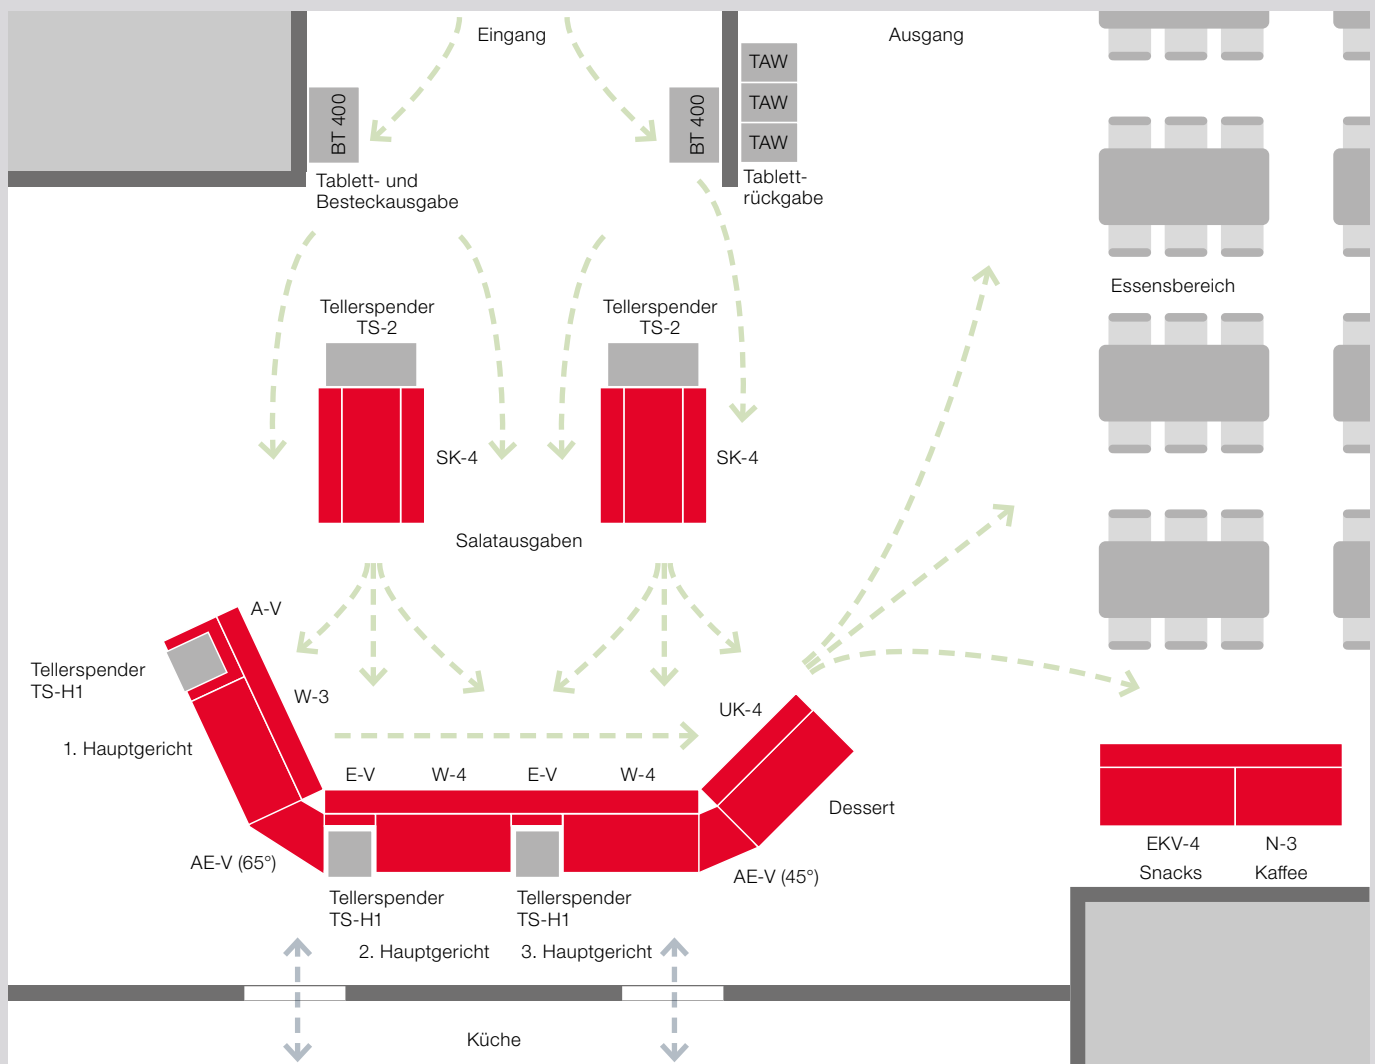 Eingang
Ausgang
TAW
TAW
TAW
BT 400
BT 400
Tablett- und
Besteckausgabe
Tablett-
rückgabe
Essensbereich
Tellerspender
TS-2
Tellerspender
TS-2
SK-4
SK-4
Salatausgaben
A-V
Tellerspender
TS-H1
W-3
1. Hauptgericht
UK-4
E-V
W-4
E-V
W-4
Dessert
AE-V (65°)
AE-V (45°)
EKV-4
Snacks
N-3
Kaffee
Tellerspender
TS-H1
Tellerspender
TS-H1
2. Hauptgericht
3. Hauptgericht
Küche